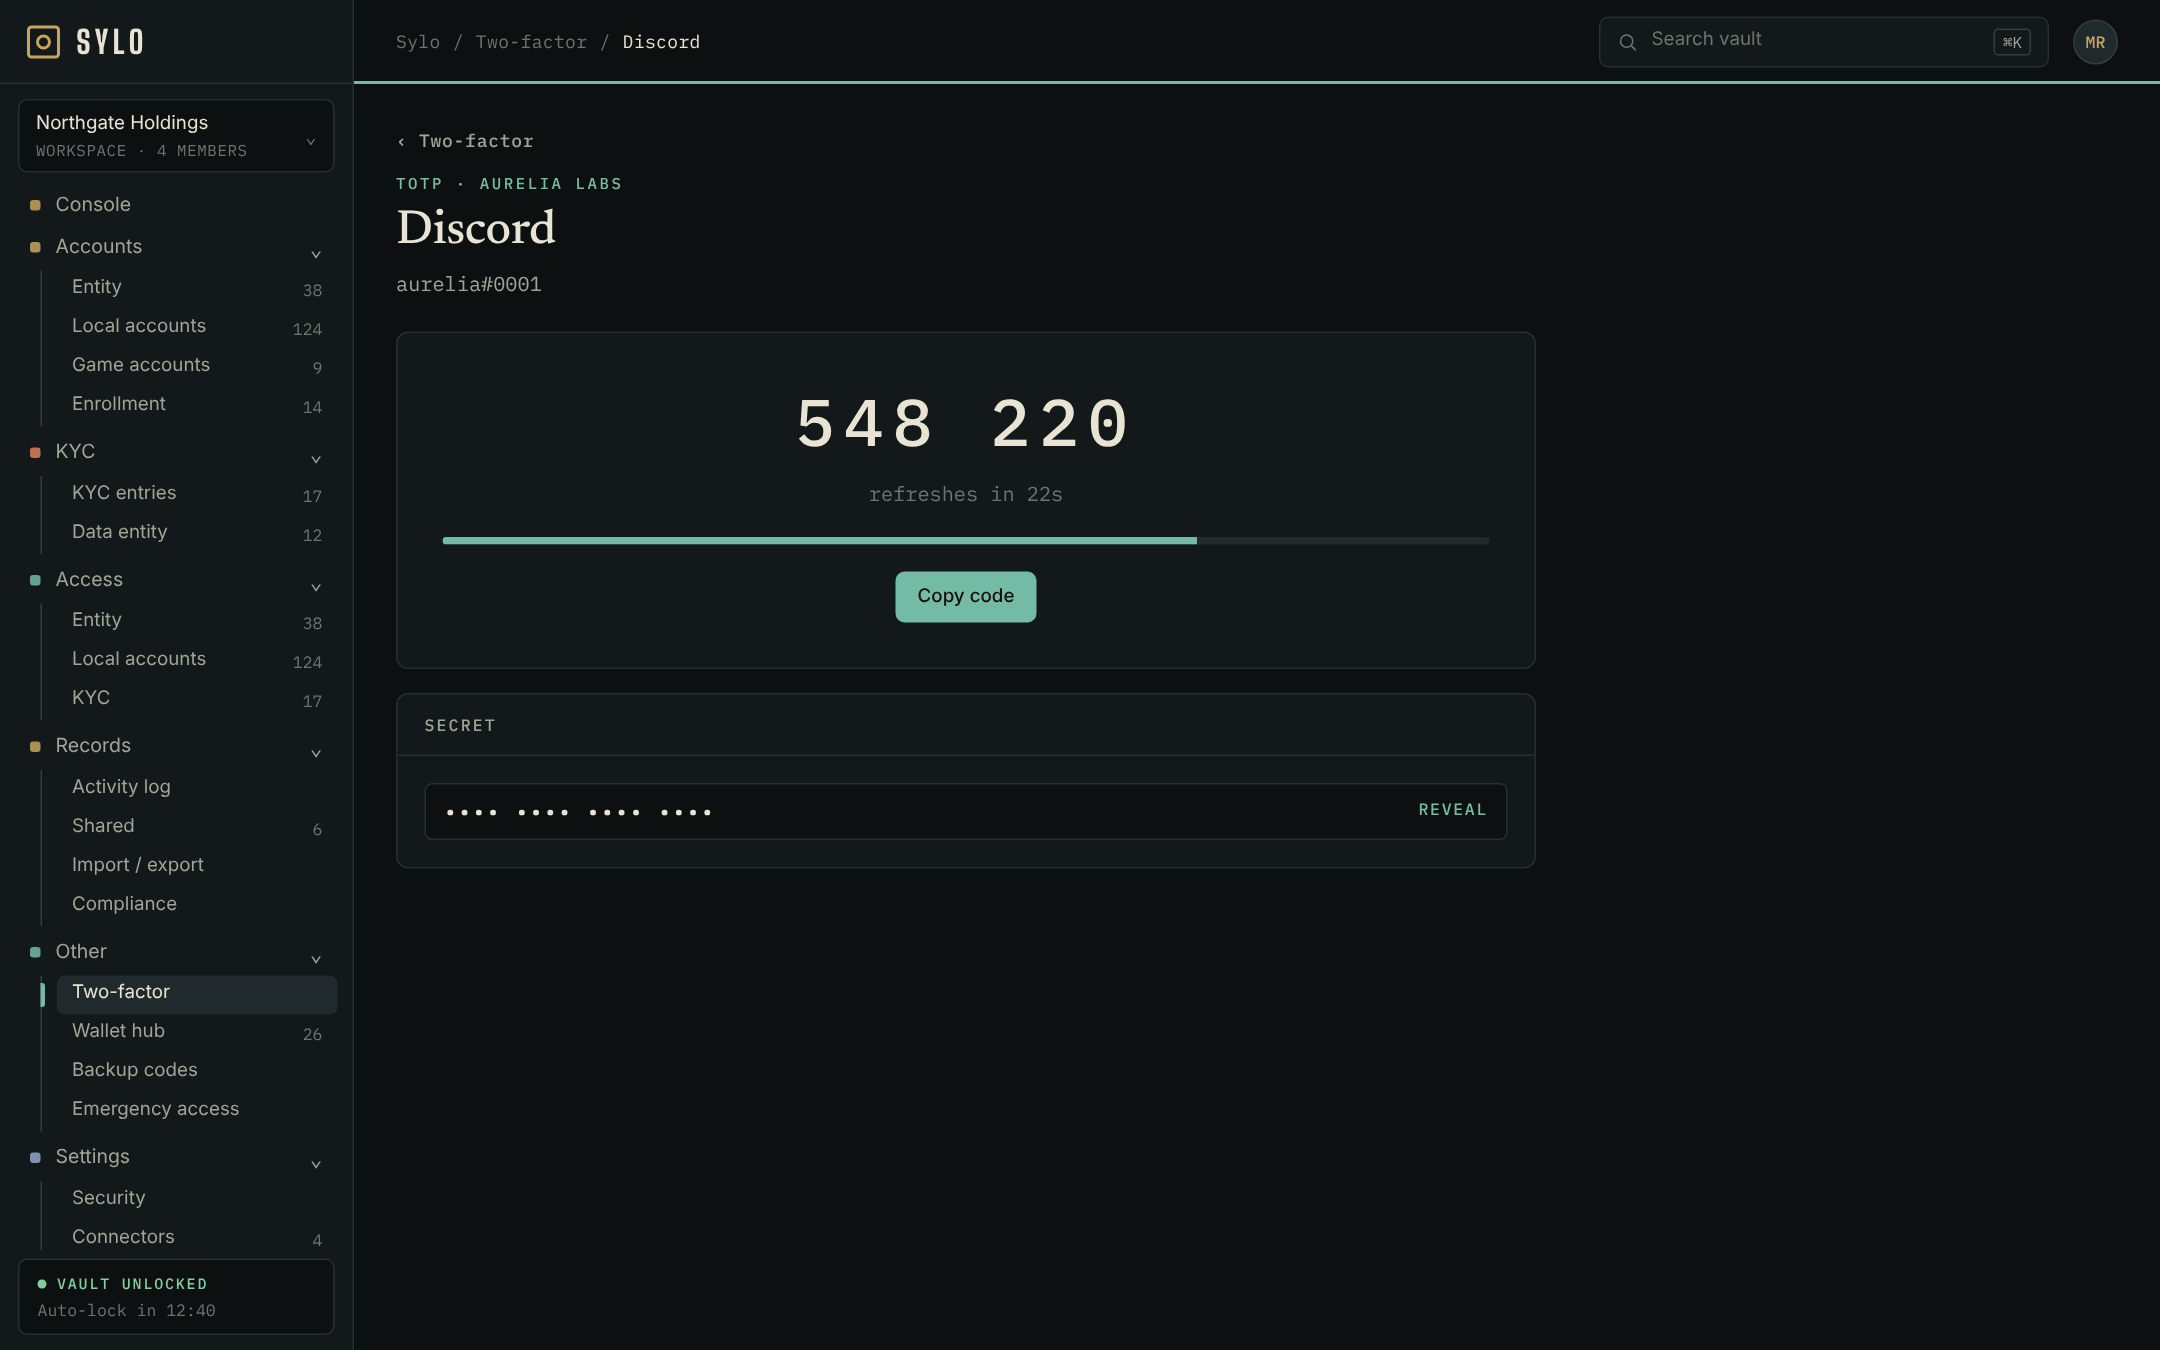 SYLO
Northgate Holdings
WORKSPACE · 4 MEMBERS
Console
Accounts
Entity 38
Local accounts 124
Game accounts 9
Enrollment 14
KYC
KYC entries 17
Data entity 12
Access
Entity 38
Local accounts 124
KYC 17
Records
Activity log
Shared 6
Import / export
Compliance
Other
Two-factor
Wallet hub 26
Backup codes
Emergency access
Settings
Security
Connectors 4
VAULT UNLOCKED
Auto-lock in 12:40
Sylo / Two-factor / Discord
Search vault ⌘K
MR
‹ Two-factor
TOTP · AURELIA LABS
Discord
aurelia#0001
548 220
refreshes in 22s
Copy code
SECRET
•••• •••• •••• •••• REVEAL